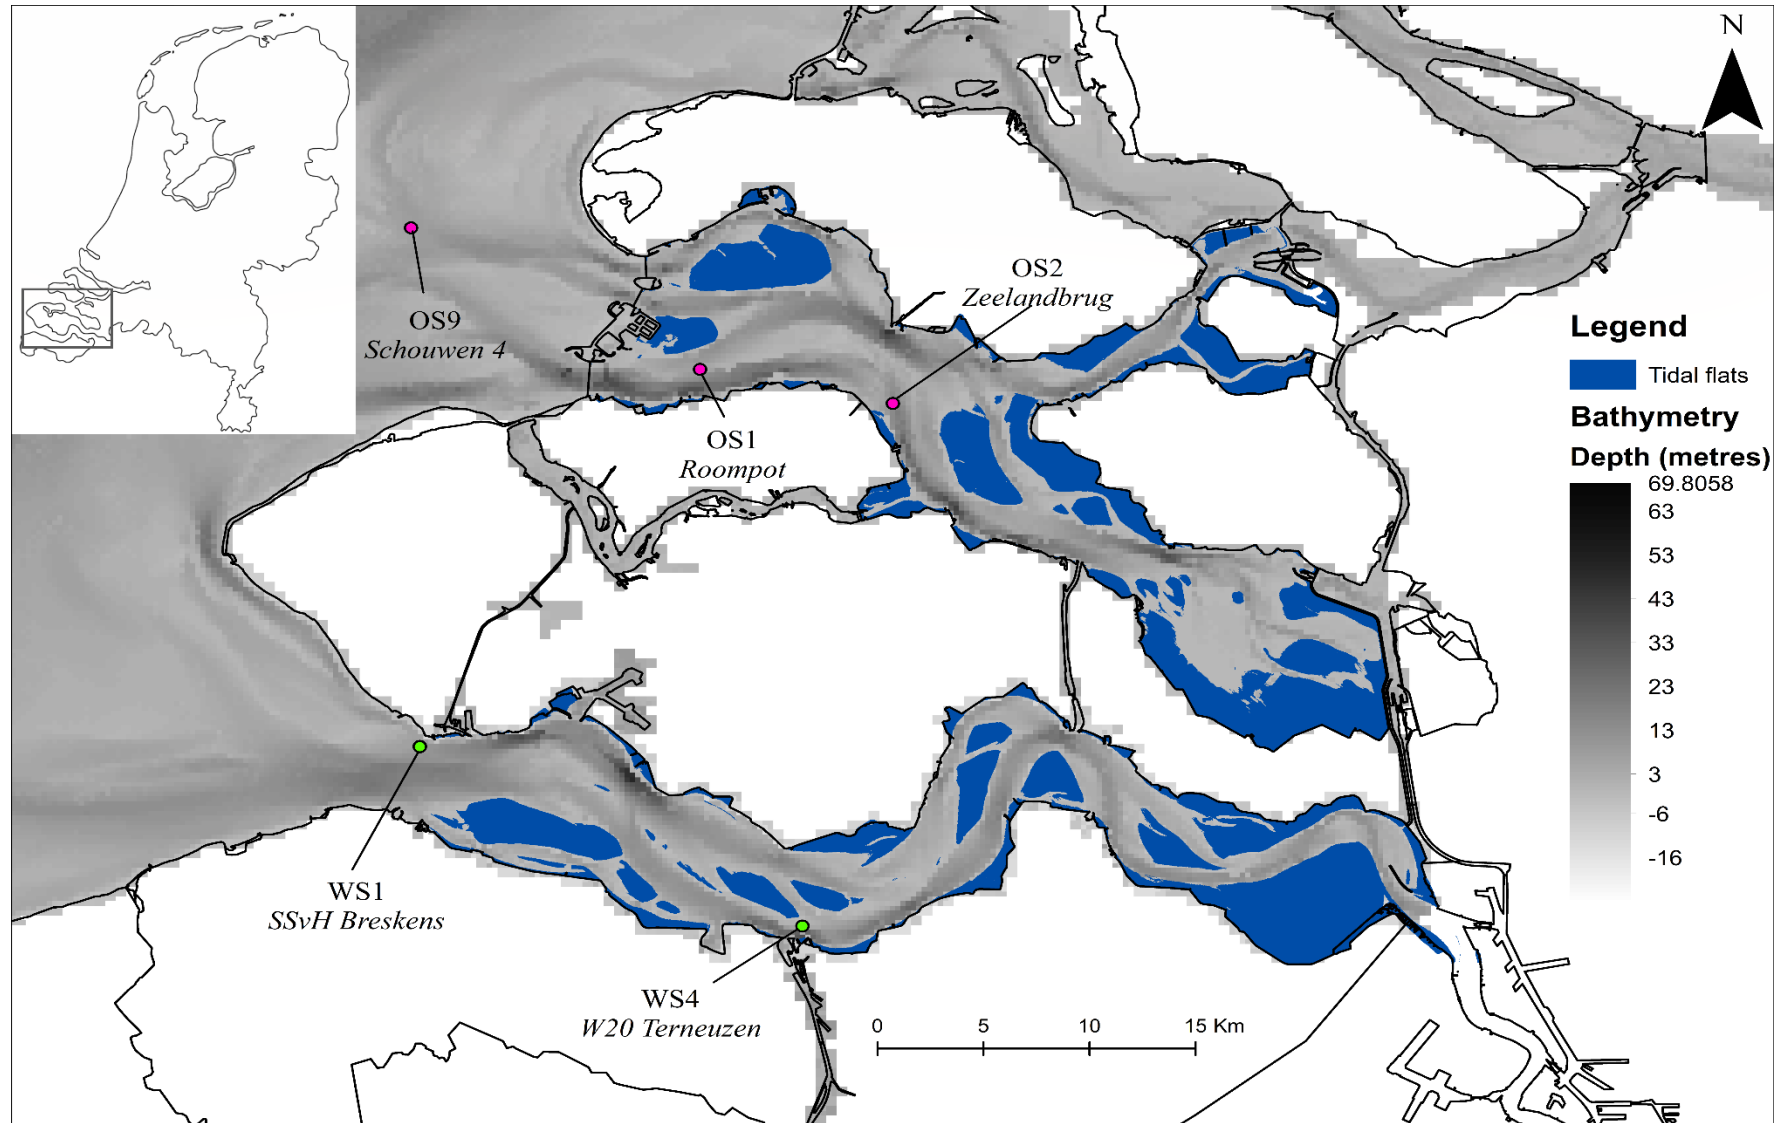 N
OS9
Schouwen 4
OS2
Zeelandbrug
OS1
Roompot
WS1
SSvH Breskens
WS4
W20 Terneuzen
0 5 10 15 Km
Legend
Tidal flats
Bathymetry
Depth (metres)
69.8058
63
53
43
33
23
13
3
-6
-16